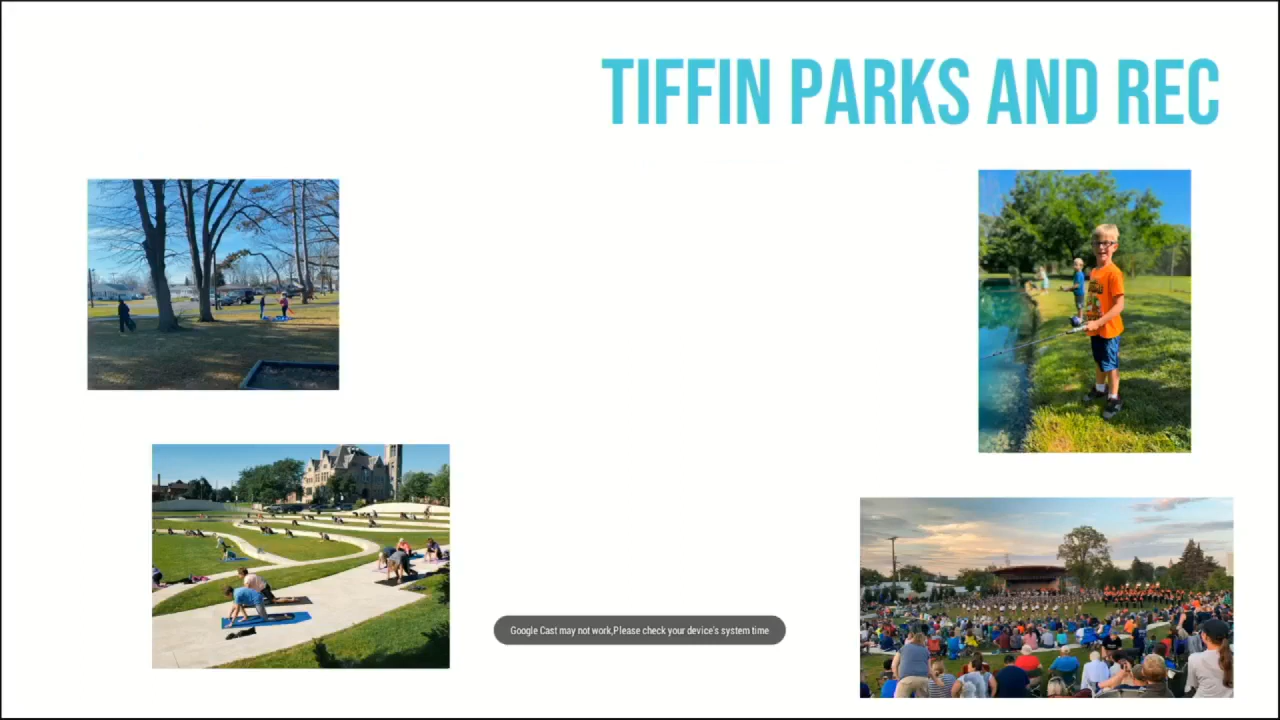 TIFFIN PARKS AND REC
Google Cast may not work,Please check your device's system time